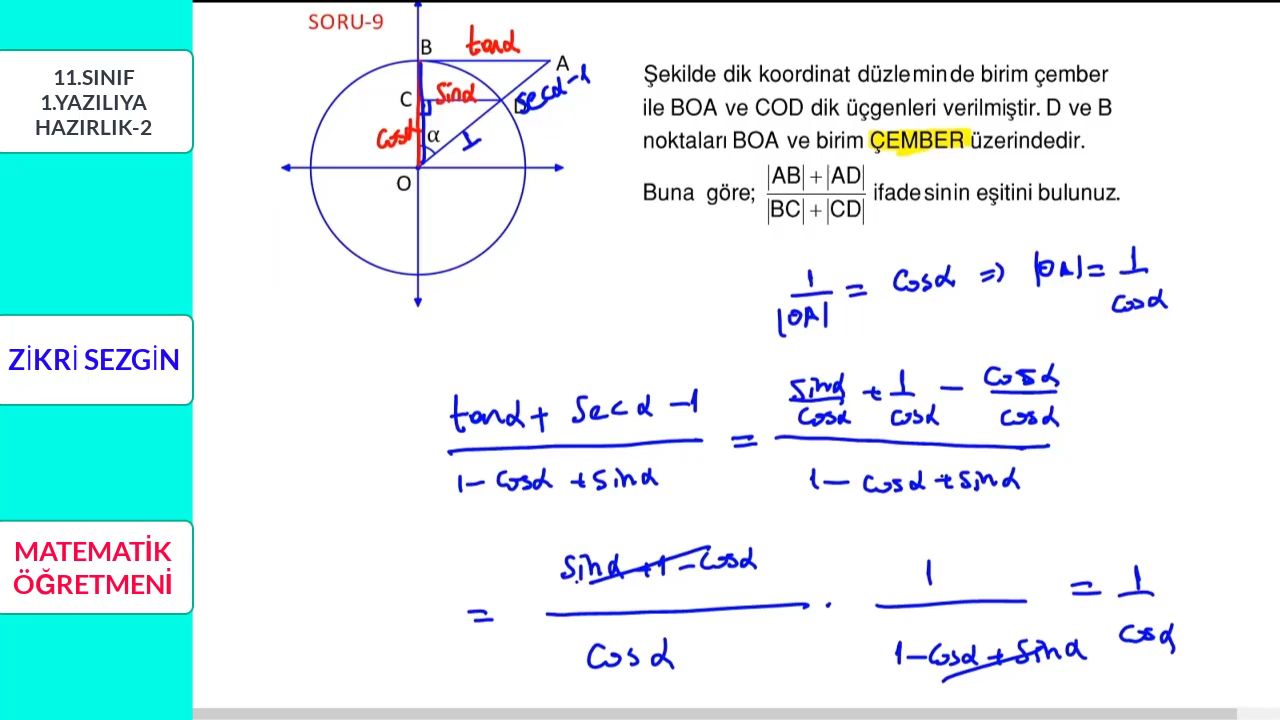 11.SINIF
1.YAZILIYA
HAZIRLIK-2
ZİKRİ SEZGİN
MATEMATİK
ÖĞRETMENİ
SORU-9
B
tanα
A
C
sinα
secα-1
cosα
α
1
O
Şekilde dik koordinat düzleminde birim çember
ile BOA ve COD dik üçgenleri verilmiştir. D ve B
noktaları BOA ve birim ÇEMBER üzerindedir.
Buna göre; |AB| + |AD| / |BC| + |CD| ifadesinin eşitini bulunuz.
1/|OA| = cosα ⇒ |OA| = 1/cosα
(tanα + secα - 1)/(1 - cosα + sinα) = (sinα/cosα + 1/cosα - cosα/cosα)/(1 - cosα + sinα)
= (sinα + 1 - cosα)/cosα · 1/(1 - cosα + sinα) = 1/cosα